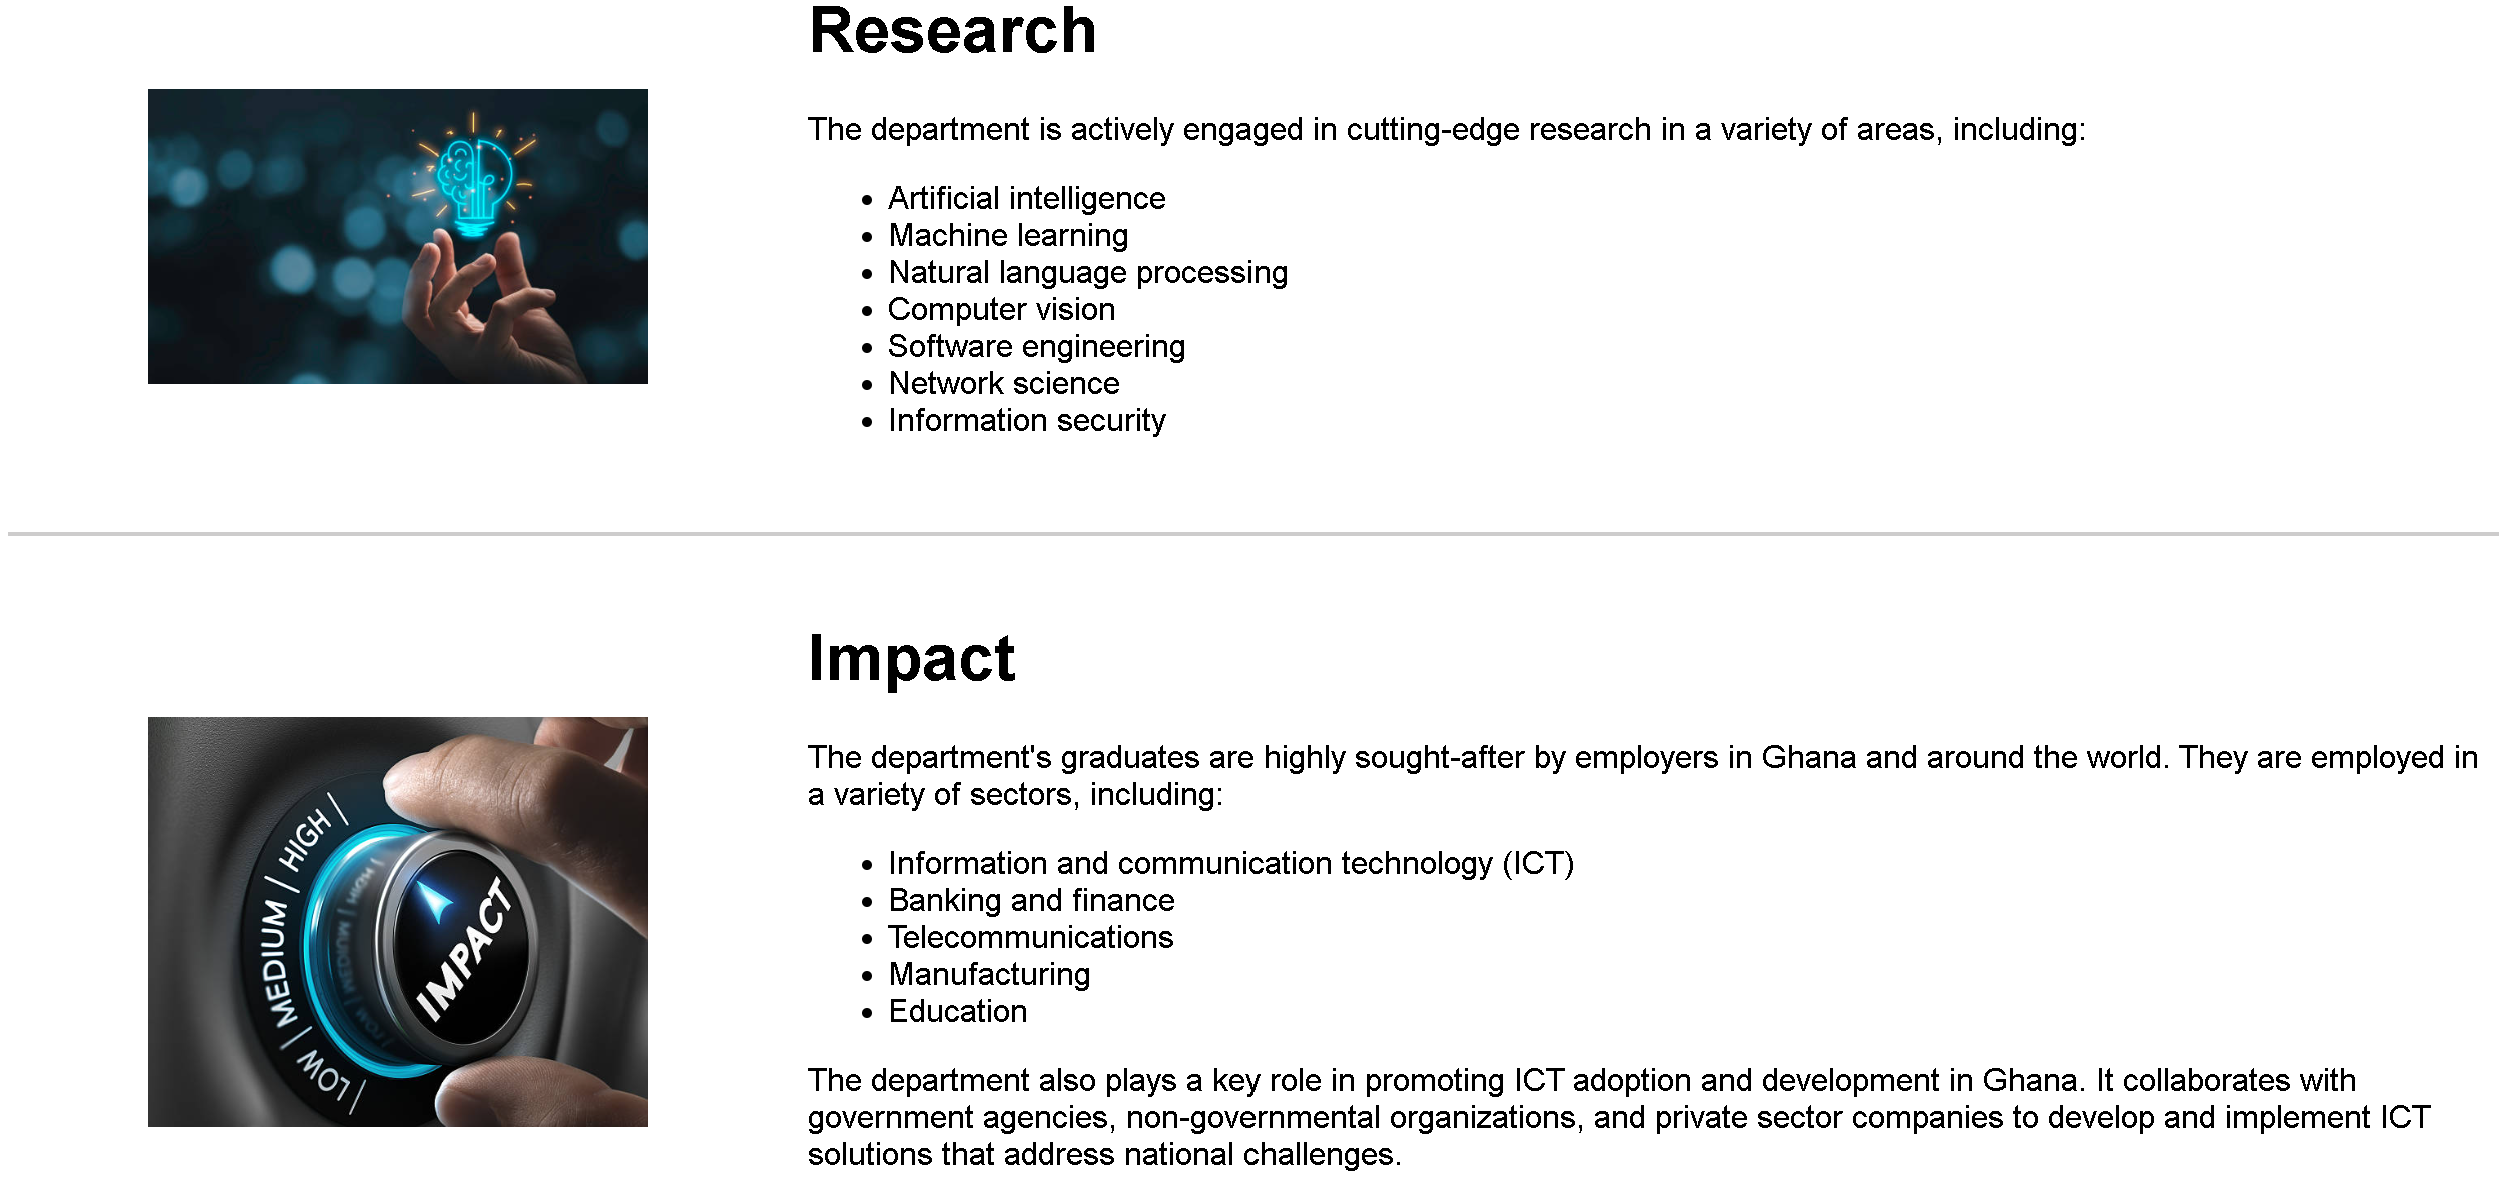 Research
The department is actively engaged in cutting-edge research in a variety of areas, including:
• Artificial intelligence
• Machine learning
• Natural language processing
• Computer vision
• Software engineering
• Network science
• Information security
Impact
LOW | MEDIUM | HIGH |
IMPACT
The department's graduates are highly sought-after by employers in Ghana and around the world. They are employed in
a variety of sectors, including:
• Information and communication technology (ICT)
• Banking and finance
• Telecommunications
• Manufacturing
• Education
The department also plays a key role in promoting ICT adoption and development in Ghana. It collaborates with
government agencies, non-governmental organizations, and private sector companies to develop and implement ICT
solutions that address national challenges.